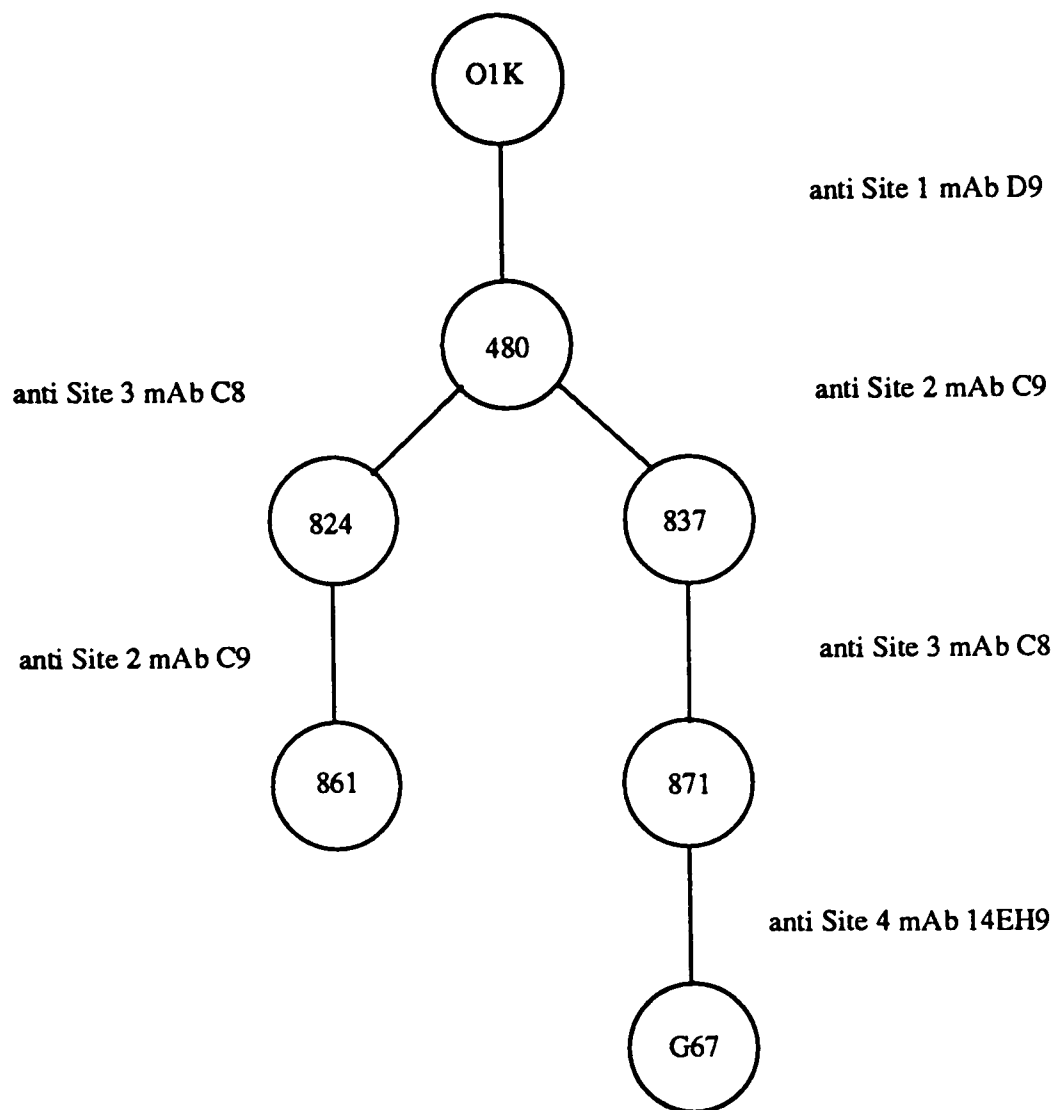 O1K
anti Site 1 mAb D9
480
anti Site 3 mAb C8
anti Site 2 mAb C9
824
837
anti Site 2 mAb C9
anti Site 3 mAb C8
861
871
anti Site 4 mAb 14EH9
G67